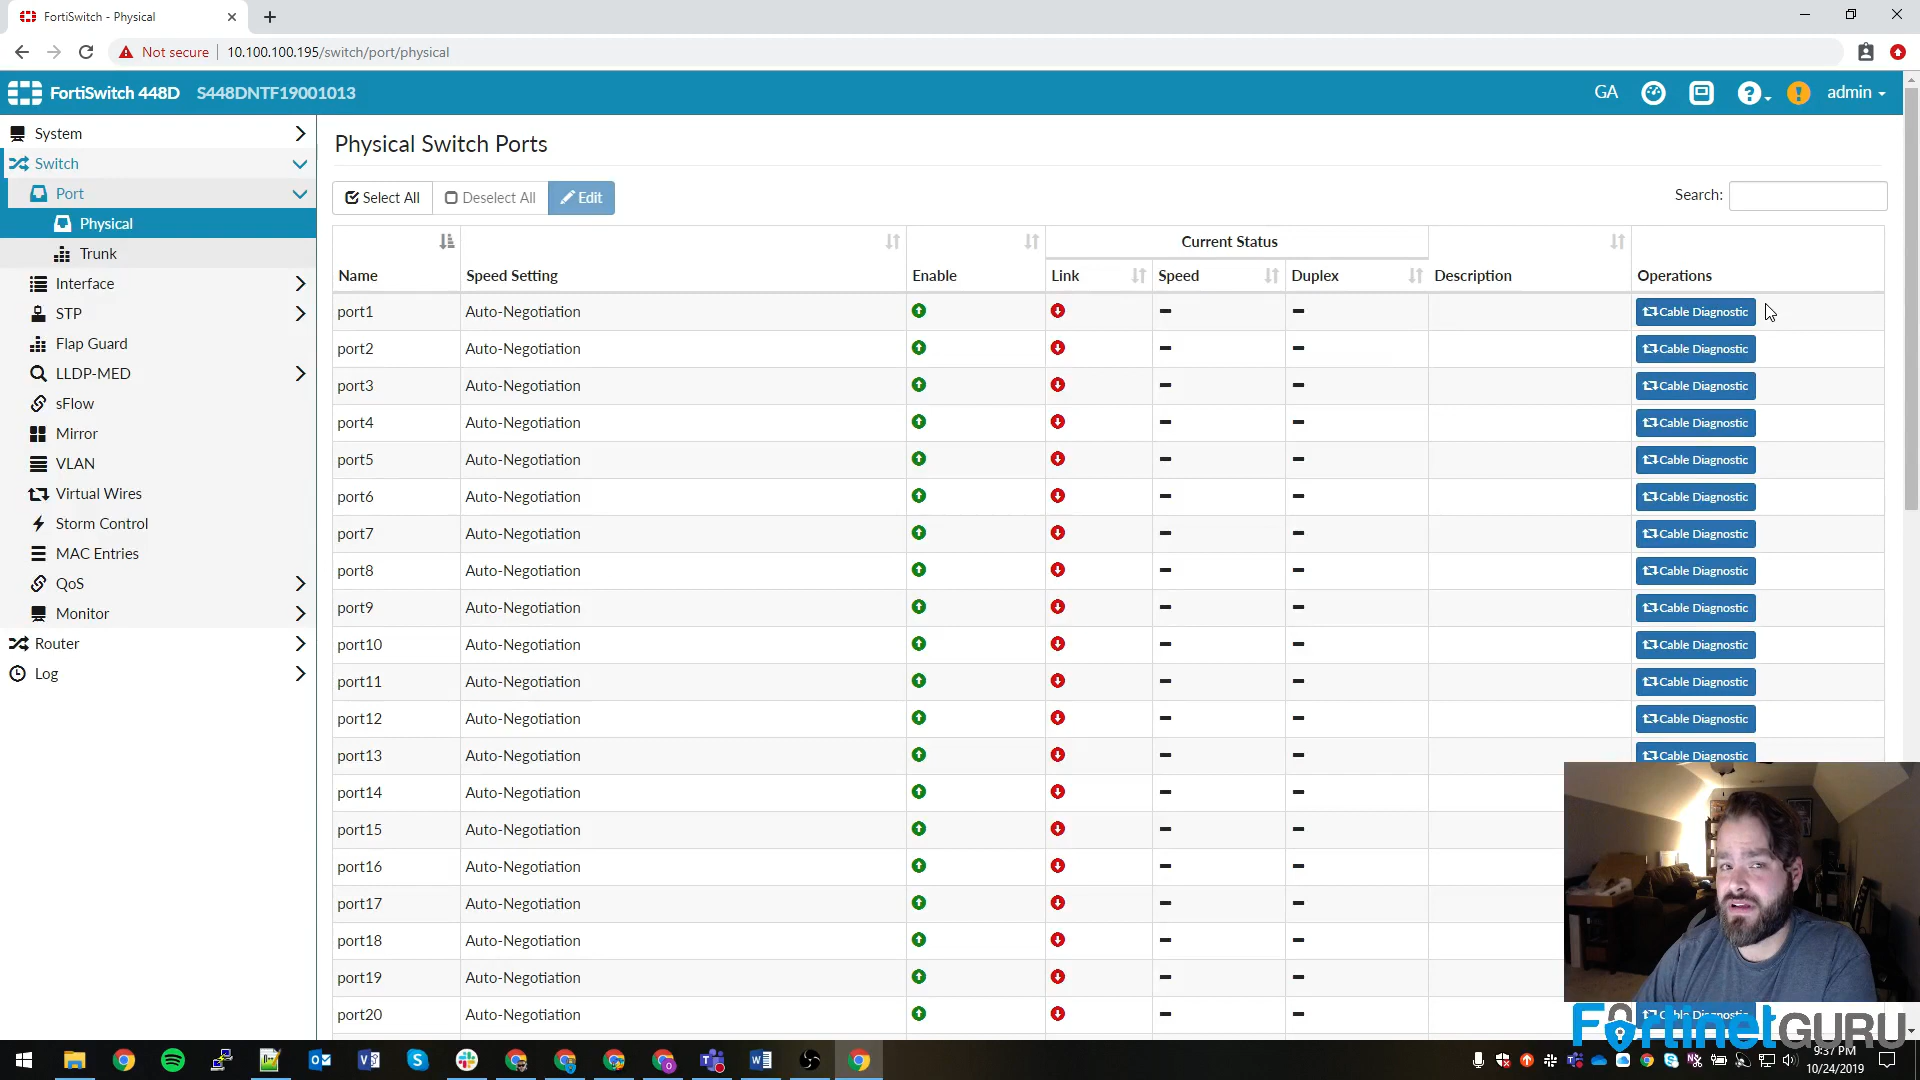 FortiSwitch - Physical
Not secure 10.100.100.195/switch/port/physical
FortiSwitch 448D S448DNTF19001013 GA admin
System
Switch
Port
Physical
Trunk
Interface
STP
Flap Guard
LLDP-MED
sFlow
Mirror
VLAN
Virtual Wires
Storm Control
MAC Entries
QoS
Monitor
Router
Log
Physical Switch Ports
Select All Deselect All Edit Search:
Current Status
Name Speed Setting Enable Link Speed Duplex Description Operations
port1 Auto-Negotiation Cable Diagnostic
port2 Auto-Negotiation Cable Diagnostic
port3 Auto-Negotiation Cable Diagnostic
port4 Auto-Negotiation Cable Diagnostic
port5 Auto-Negotiation Cable Diagnostic
port6 Auto-Negotiation Cable Diagnostic
port7 Auto-Negotiation Cable Diagnostic
port8 Auto-Negotiation Cable Diagnostic
port9 Auto-Negotiation Cable Diagnostic
port10 Auto-Negotiation Cable Diagnostic
port11 Auto-Negotiation Cable Diagnostic
port12 Auto-Negotiation Cable Diagnostic
port13 Auto-Negotiation Cable Diagnostic
port14 Auto-Negotiation
port15 Auto-Negotiation
port16 Auto-Negotiation
port17 Auto-Negotiation
port18 Auto-Negotiation
port19 Auto-Negotiation
port20 Auto-Negotiation Cable Diagnostic
FortinetGURU
9:37 PM
10/24/2019